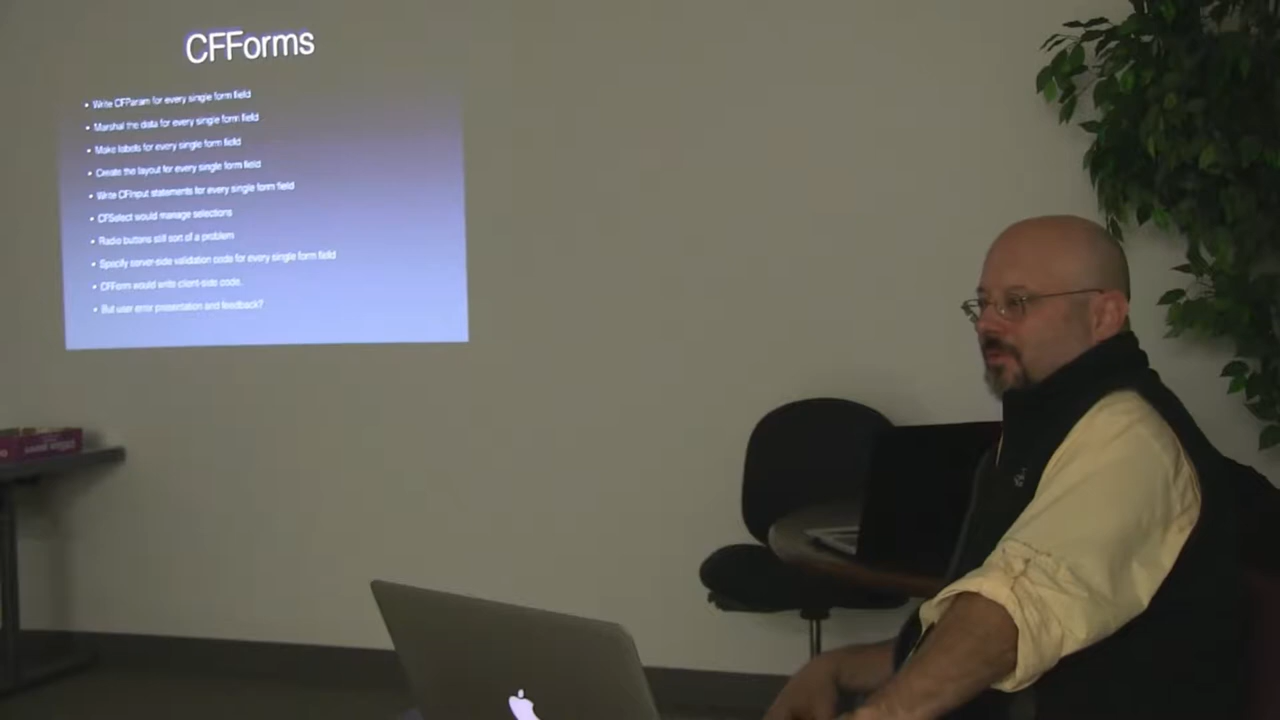 CFForms
• Write CFParam for every single form field
• Marshal the data for every single form field
• Make labels for every single form field
• Create the layout for every single form field
• Write CFInput statements for every single form field
• CFSelect would manage selections
• Radio buttons still sort of a problem
• Specify server-side validation code for every single form field
• CFForm would write client-side code.
• But user error presentation and feedback?